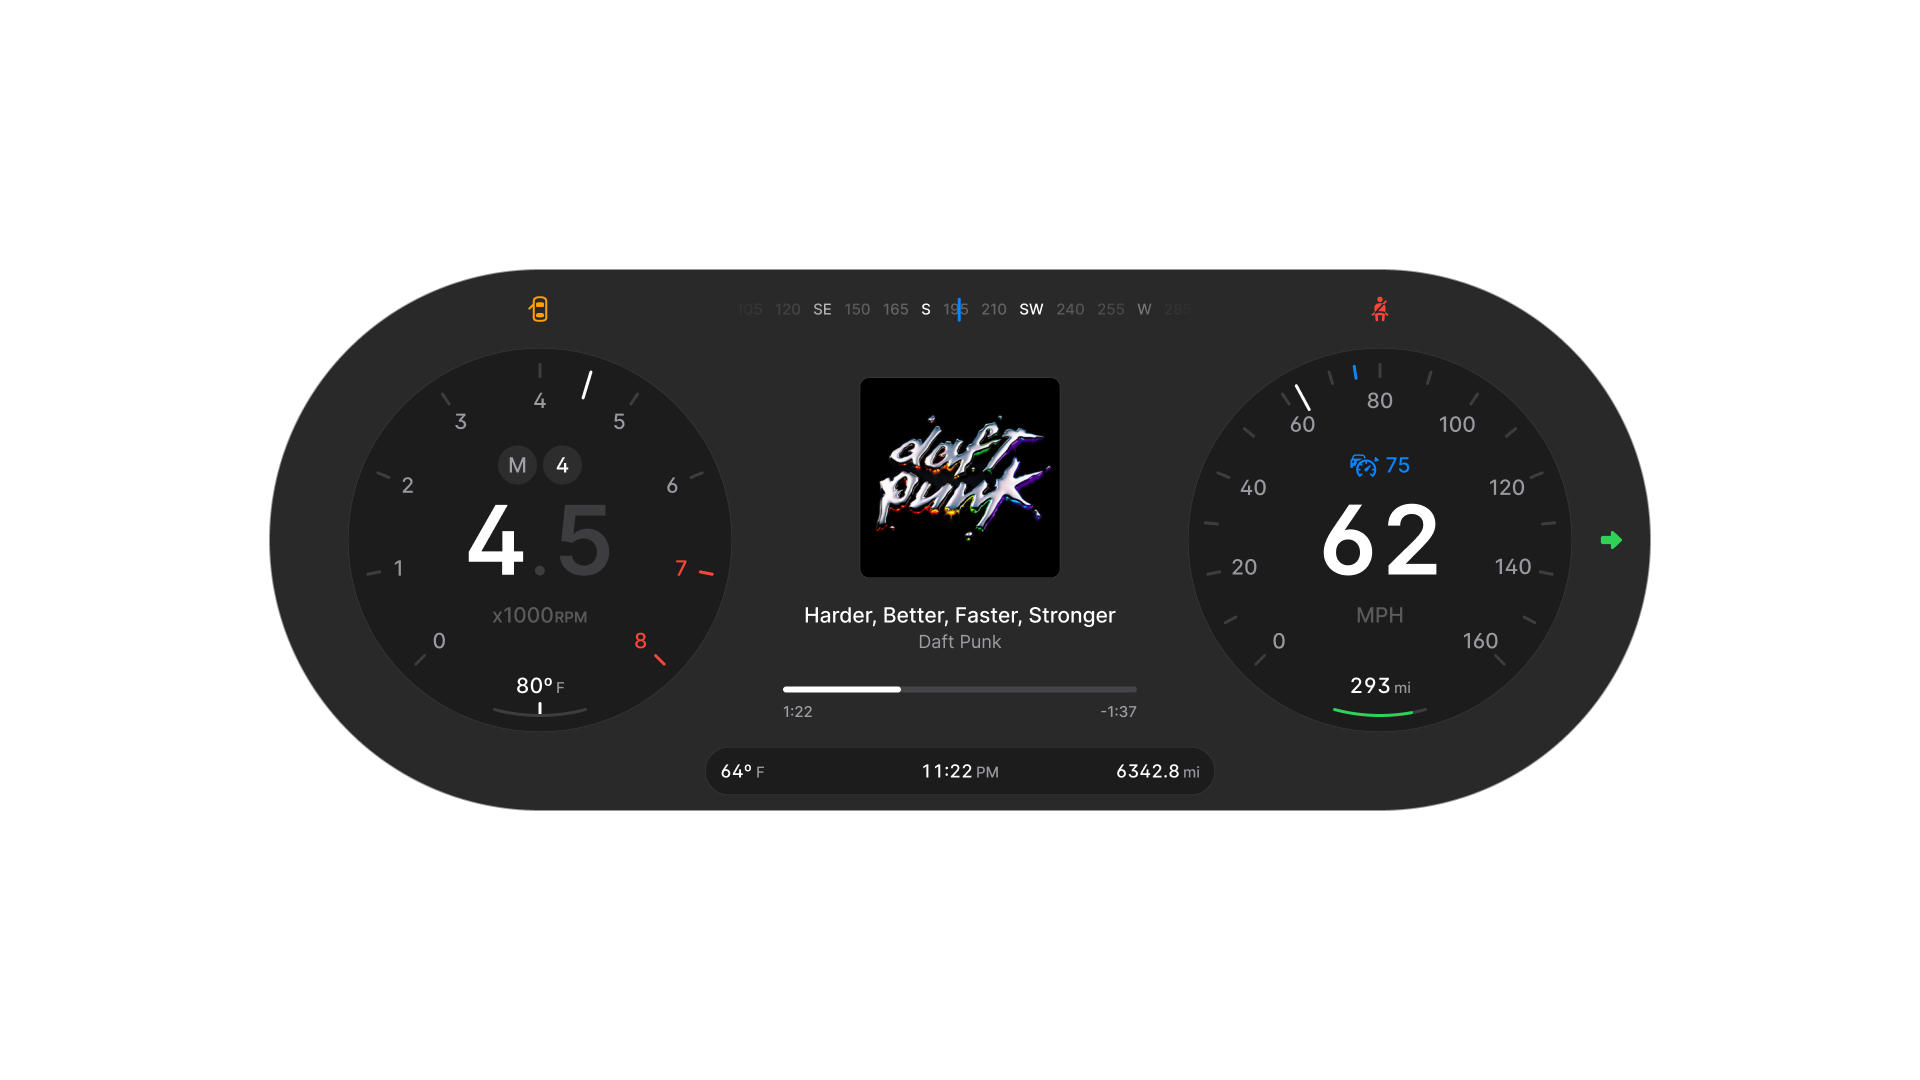 105 120 SE 150 165 S 195 210 SW 240 255 W 285
0
1
2
3
4
5
6
7
8
M 4
4.5
x1000RPM
80º F
daft
punk
Harder, Better, Faster, Stronger
Daft Punk
1:22 -1:37
64º F 11:22 PM 6342.8 mi
0
20
40
60
80
100
120
140
160
75
62
MPH
293 mi